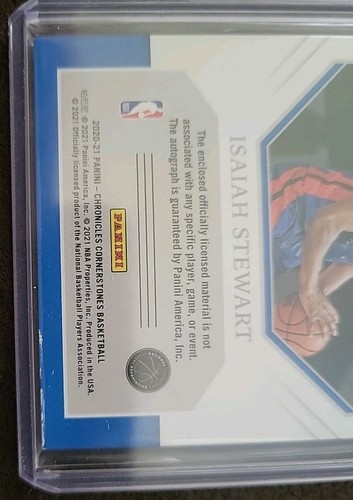 ISAIAH STEWART
The enclosed officially licensed material is not
associated with any specific player, game, or event.
The autograph is guaranteed by Panini America, Inc.
PANINI
2020-21 PANINI - CHRONICLES CORNERSTONES BASKETBALL
© 2021 Panini America, Inc. © 2021 NBA Properties, Inc. Produced in the USA.
© 2021 Officially licensed product of the National Basketball Players Association.